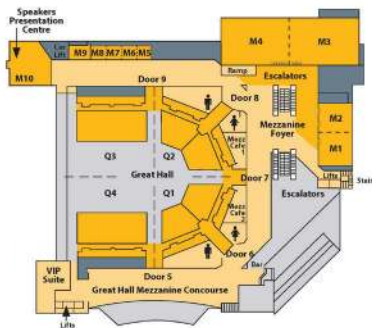 Speakers
Presentation
Centre
Car
Lift
M9 M8 M7 M6 M5
M10
M4
M3
Ramp
Escalators
Door 9
Door 8
Mezzanine
Foyer
M2
M1
Mezz
Cafe
1
Q3
Q2
Great Hall
Door 7
Q4
Q1
Mezz
Cafe
2
Escalators
Lifts
Stairs
Door 6
Bar
VIP
Suite
Door 5
Great Hall Mezzanine Concourse
Lifts